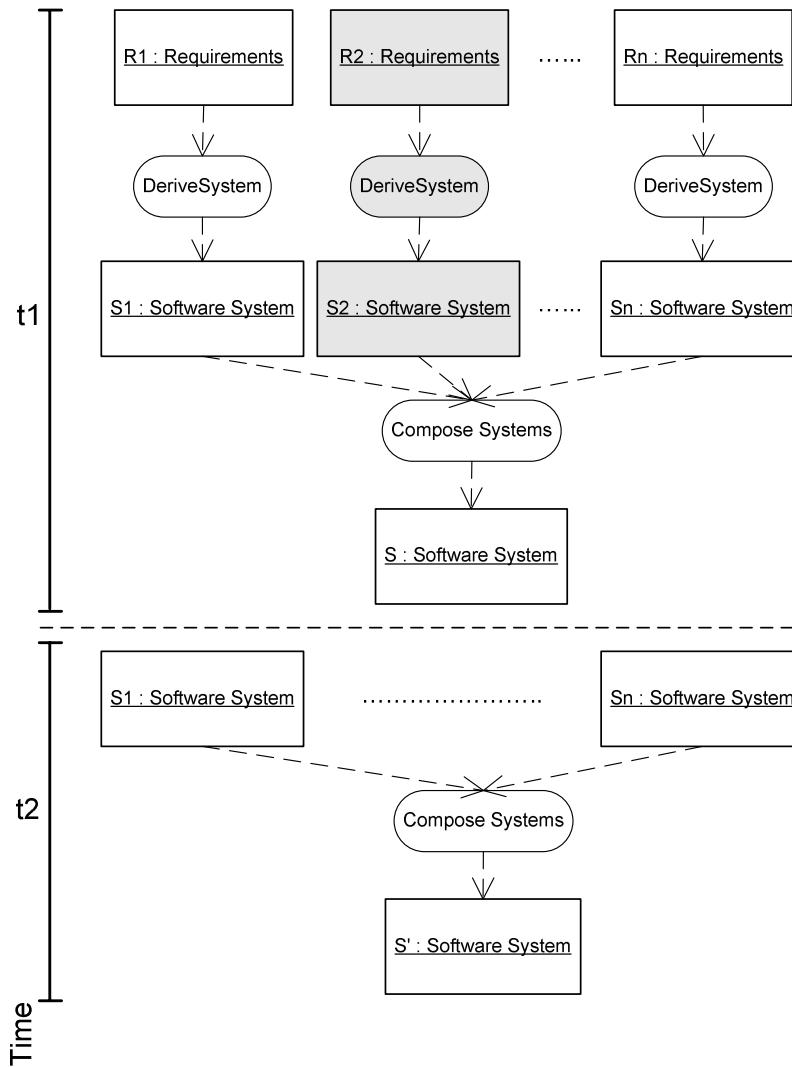 R1 : Requirements
R2 : Requirements
......
Rn : Requirements
DeriveSystem
DeriveSystem
DeriveSystem
t1
S1 : Software System
S2 : Software System
......
Sn : Software System
Compose Systems
S : Software System
S1 : Software System
.......................
Sn : Software System
t2
Compose Systems
S' : Software System
Time